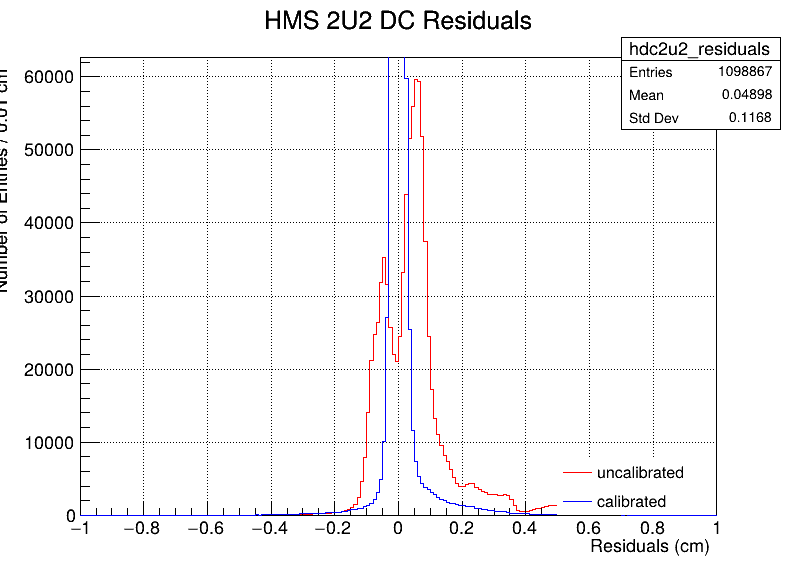 HMS 2U2 DC Residuals
hdc2u2_residuals
Entries 1098867
Mean 0.04898
Std Dev 0.1168
Number of Entries / 0.01 cm
60000
50000
40000
30000
20000
10000
0
uncalibrated
calibrated
−1 −0.8 −0.6 −0.4 −0.2 0 0.2 0.4 0.6 0.8 1
Residuals (cm)